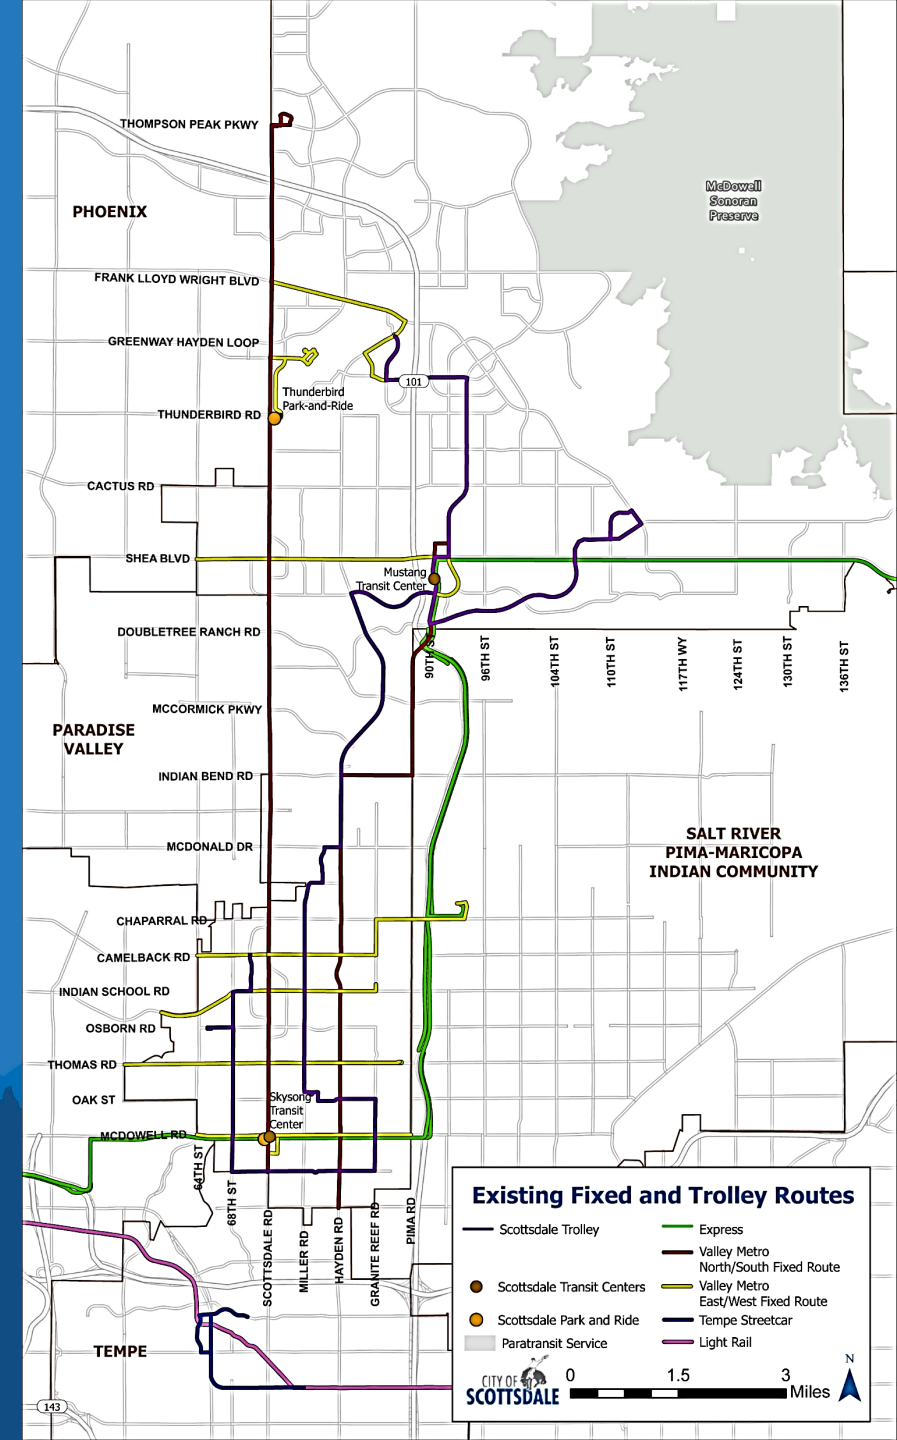 THOMPSON PEAK PKWY
McDowell
Sonoran
Preserve
PHOENIX
FRANK LLOYD WRIGHT BLVD
GREENWAY HAYDEN LOOP
101
Thunderbird
Park-and-Ride
THUNDERBIRD RD
CACTUS RD
SHEA BLVD
Mustang
Transit Center
DOUBLETREE RANCH RD
90TH ST
96TH ST
104TH ST
110TH ST
117TH WY
124TH ST
130TH ST
136TH ST
MCCORMICK PKWY
PARADISE
VALLEY
INDIAN BEND RD
MCDONALD DR
SALT RIVER
PIMA-MARICOPA
INDIAN COMMUNITY
CHAPARRAL RD
CAMELBACK RD
INDIAN SCHOOL RD
OSBORN RD
THOMAS RD
OAK ST
Skysong
Transit
Center
MCDOWELL RD
64TH ST
68TH ST
SCOTTSDALE RD
MILLER RD
HAYDEN RD
GRANITE REEF RD
PIMA RD
TEMPE
143
Existing Fixed and Trolley Routes
Scottsdale Trolley
Express
Valley Metro
North/South Fixed Route
Scottsdale Transit Centers
Valley Metro
East/West Fixed Route
Scottsdale Park and Ride
Tempe Streetcar
Paratransit Service
Light Rail
CITY OF
SCOTTSDALE
0 1.5 3
Miles
N